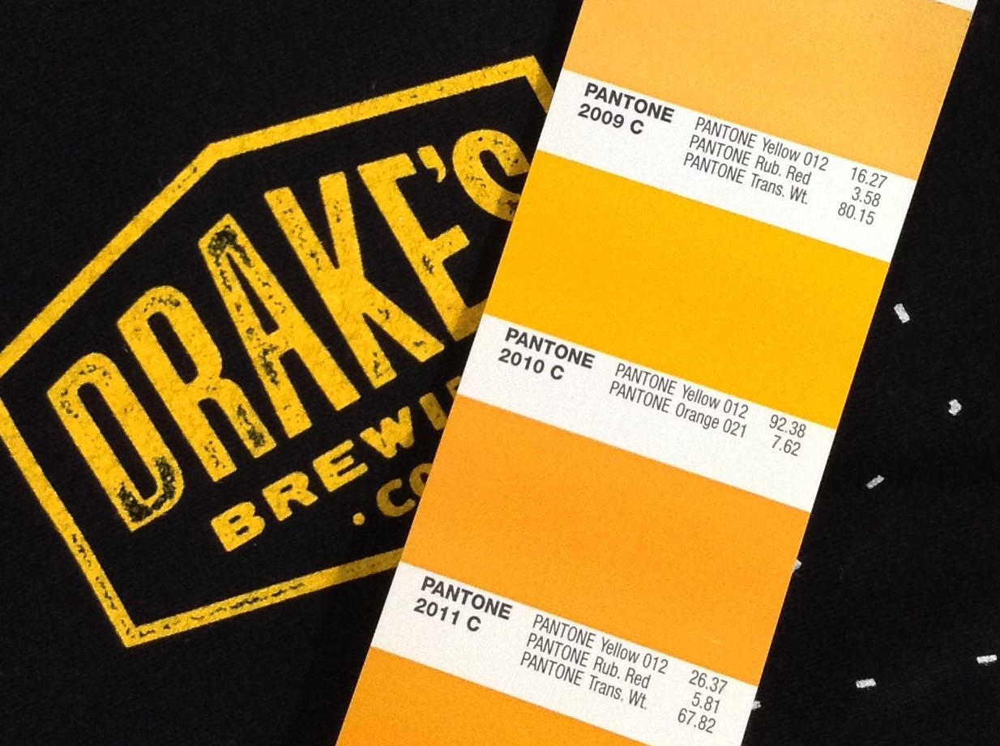 DRAKE'S
BREWI
• CO
PANTONE
2009 C
PANTONE Yellow 012 16.27
PANTONE Rub. Red 3.58
PANTONE Trans. Wt. 80.15
PANTONE
2010 C
PANTONE Yellow 012 92.38
PANTONE Orange 021 7.62
PANTONE
2011 C
PANTONE Yellow 012 26.37
PANTONE Rub. Red 5.81
PANTONE Trans. Wt. 67.82